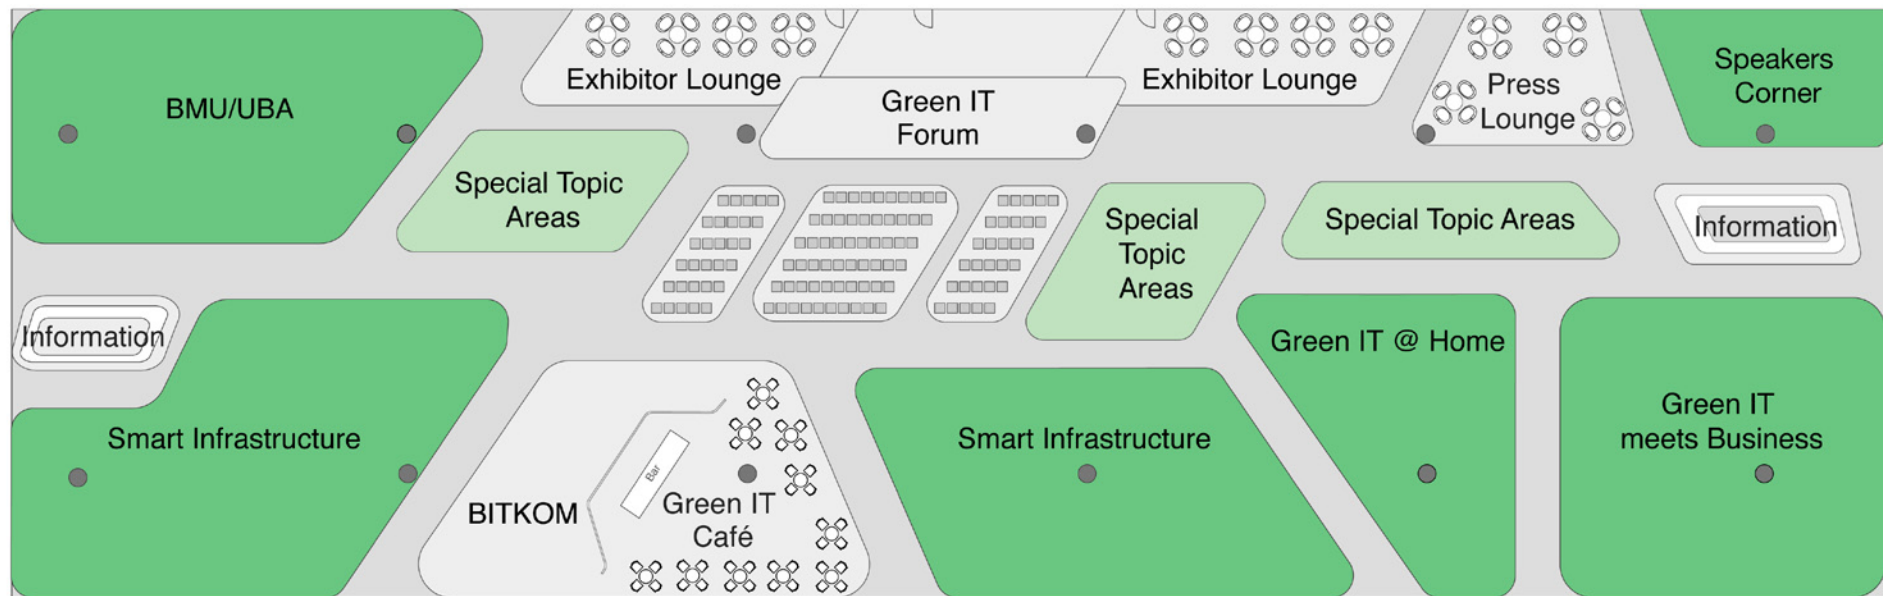 BMU/UBA
Exhibitor Lounge
Green IT
Forum
Exhibitor Lounge
Press
Lounge
Speakers
Corner
Special Topic
Areas
Special
Topic
Areas
Special Topic Areas
Information
Information
Smart Infrastructure
BITKOM
Bar
Green IT
Café
Smart Infrastructure
Green IT @ Home
Green IT
meets Business